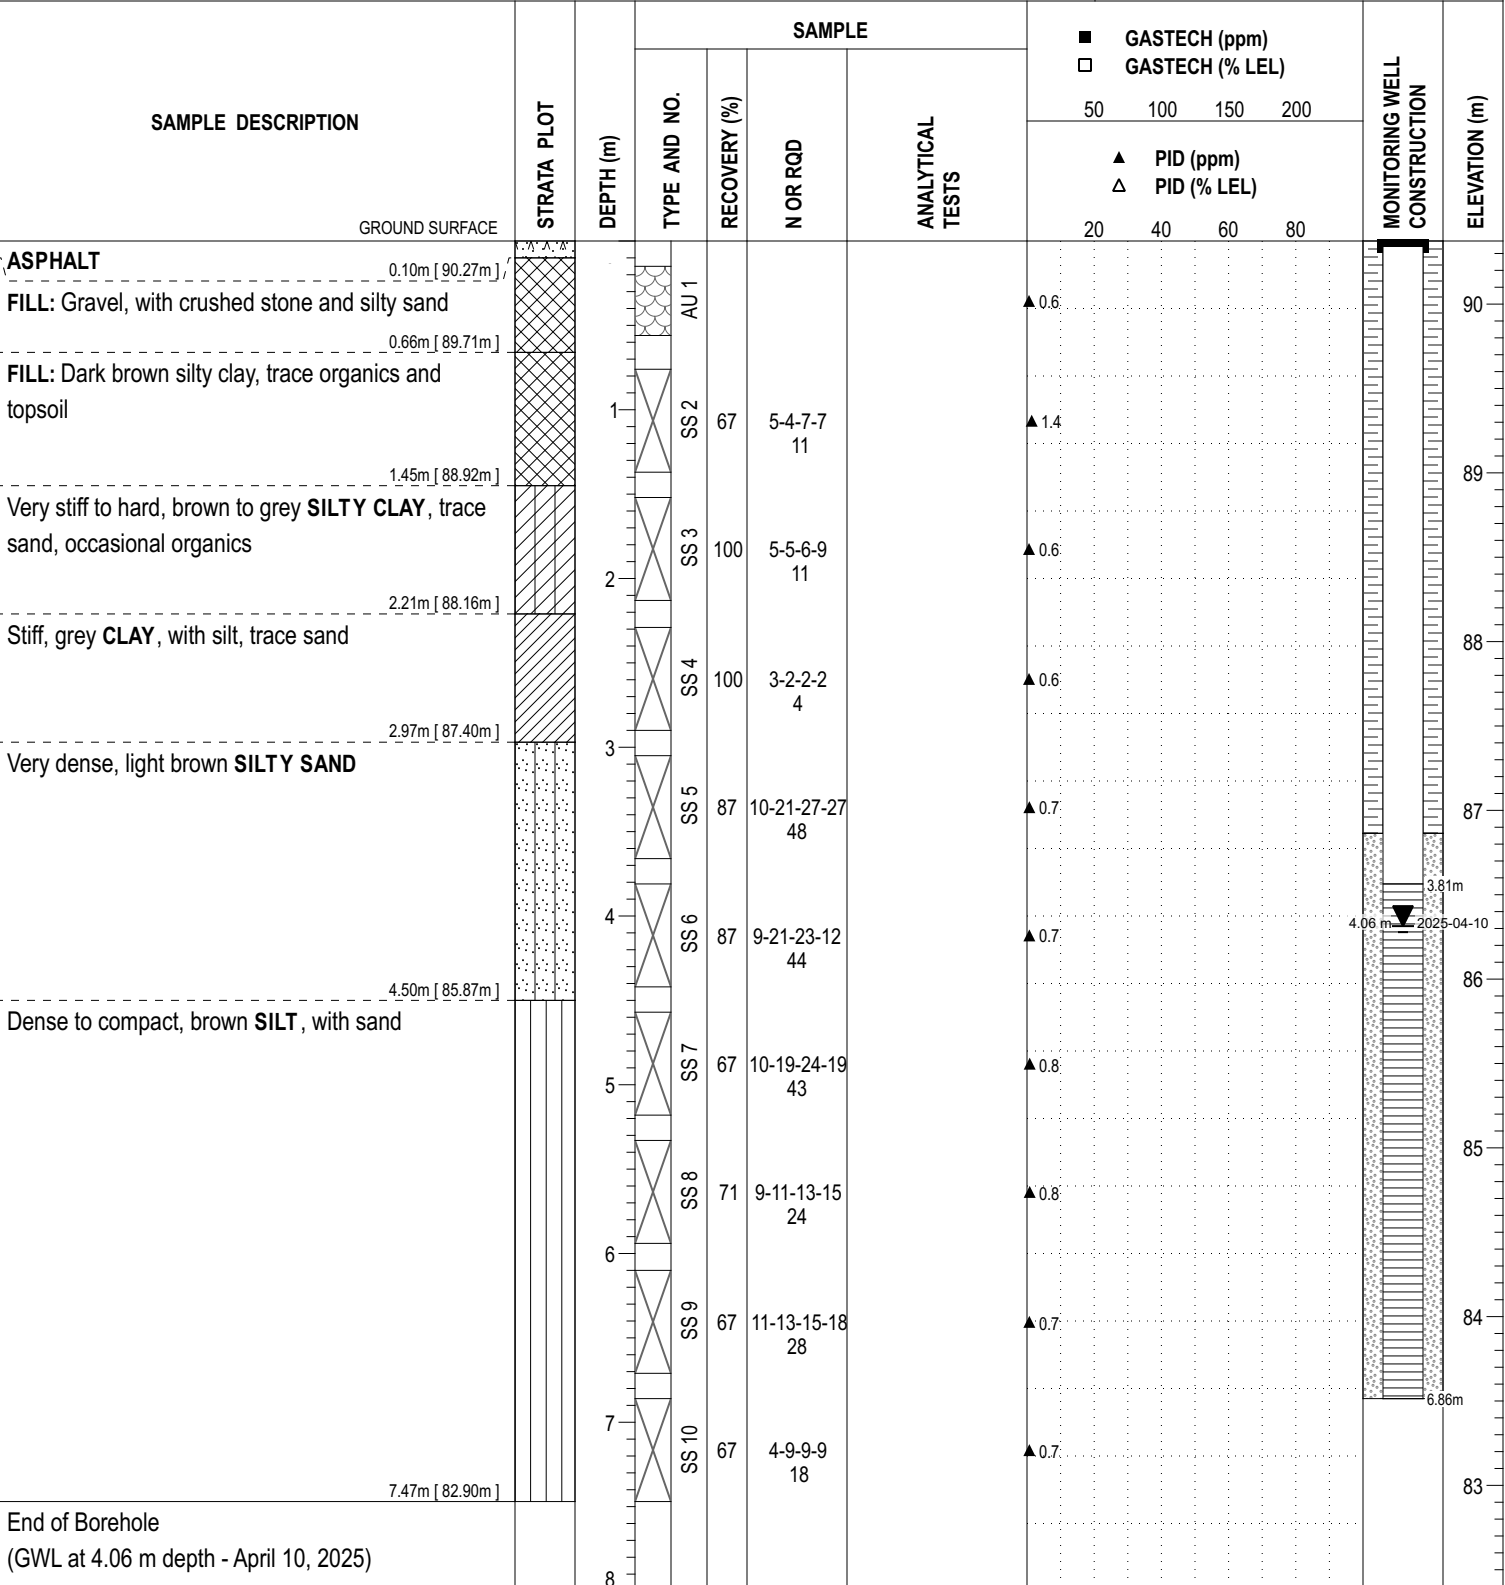 SAMPLE DESCRIPTION
GROUND SURFACE
STRATA PLOT
DEPTH (m)
SAMPLE
TYPE AND NO.
RECOVERY (%)
N OR RQD
ANALYTICAL
TESTS
■ GASTECH (ppm)
□ GASTECH (% LEL)
50 100 150 200
▲ PID (ppm)
△ PID (% LEL)
20 40 60 80
MONITORING WELL
CONSTRUCTION
ELEVATION (m)
ASPHALT
0.10m [ 90.27m ]
FILL: Gravel, with crushed stone and silty sand
0.66m [ 89.71m ]
FILL: Dark brown silty clay, trace organics and
topsoil
1.45m [ 88.92m ]
Very stiff to hard, brown to grey SILTY CLAY, trace
sand, occasional organics
2.21m [ 88.16m ]
Stiff, grey CLAY, with silt, trace sand
2.97m [ 87.40m ]
Very dense, light brown SILTY SAND
4.50m [ 85.87m ]
Dense to compact, brown SILT, with sand
7.47m [ 82.90m ]
End of Borehole
(GWL at 4.06 m depth - April 10, 2025)
1
2
3
4
5
6
7
8
AU 1
0.6
SS 2 67 5-4-7-7
11
1.4
SS 3 100 5-5-6-9
11
0.6
SS 4 100 3-2-2-2
4
0.6
SS 5 87 10-21-27-27
48
0.7
SS 6 87 9-21-23-12
44
0.7
SS 7 67 10-19-24-19
43
0.8
SS 8 71 9-11-13-15
24
0.8
SS 9 67 11-13-15-18
28
0.7
SS 10 67 4-9-9-9
18
0.7
3.81m
4.06 m 2025-04-10
6.86m
90
89
88
87
86
85
84
83